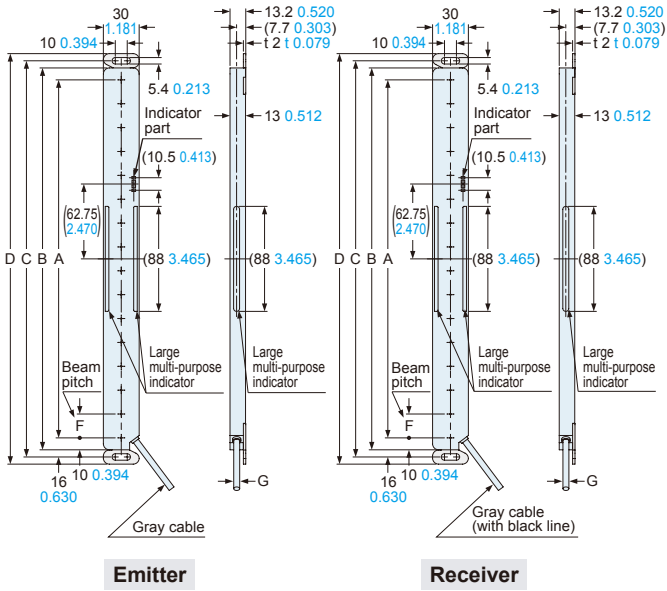 30
1.181
10 0.394
13.2 0.520
(7.7 0.303)
t 2 t 0.079
5.4 0.213
13 0.512
Indicator
part
(10.5 0.413)
(62.75
2.470)
D C B A
(88 3.465)
(88 3.465)
Beam
pitch
Large
multi-purpose
indicator
Large
multi-purpose
indicator
F
16
0.630
10 0.394
G
Gray cable
Emitter
30
1.181
10 0.394
13.2 0.520
(7.7 0.303)
t 2 t 0.079
5.4 0.213
13 0.512
Indicator
part
(10.5 0.413)
(62.75
2.470)
D C B A
(88 3.465)
(88 3.465)
Beam
pitch
Large
multi-purpose
indicator
Large
multi-purpose
indicator
F
16
0.630
10 0.394
G
Gray cable
(with black line)
Receiver